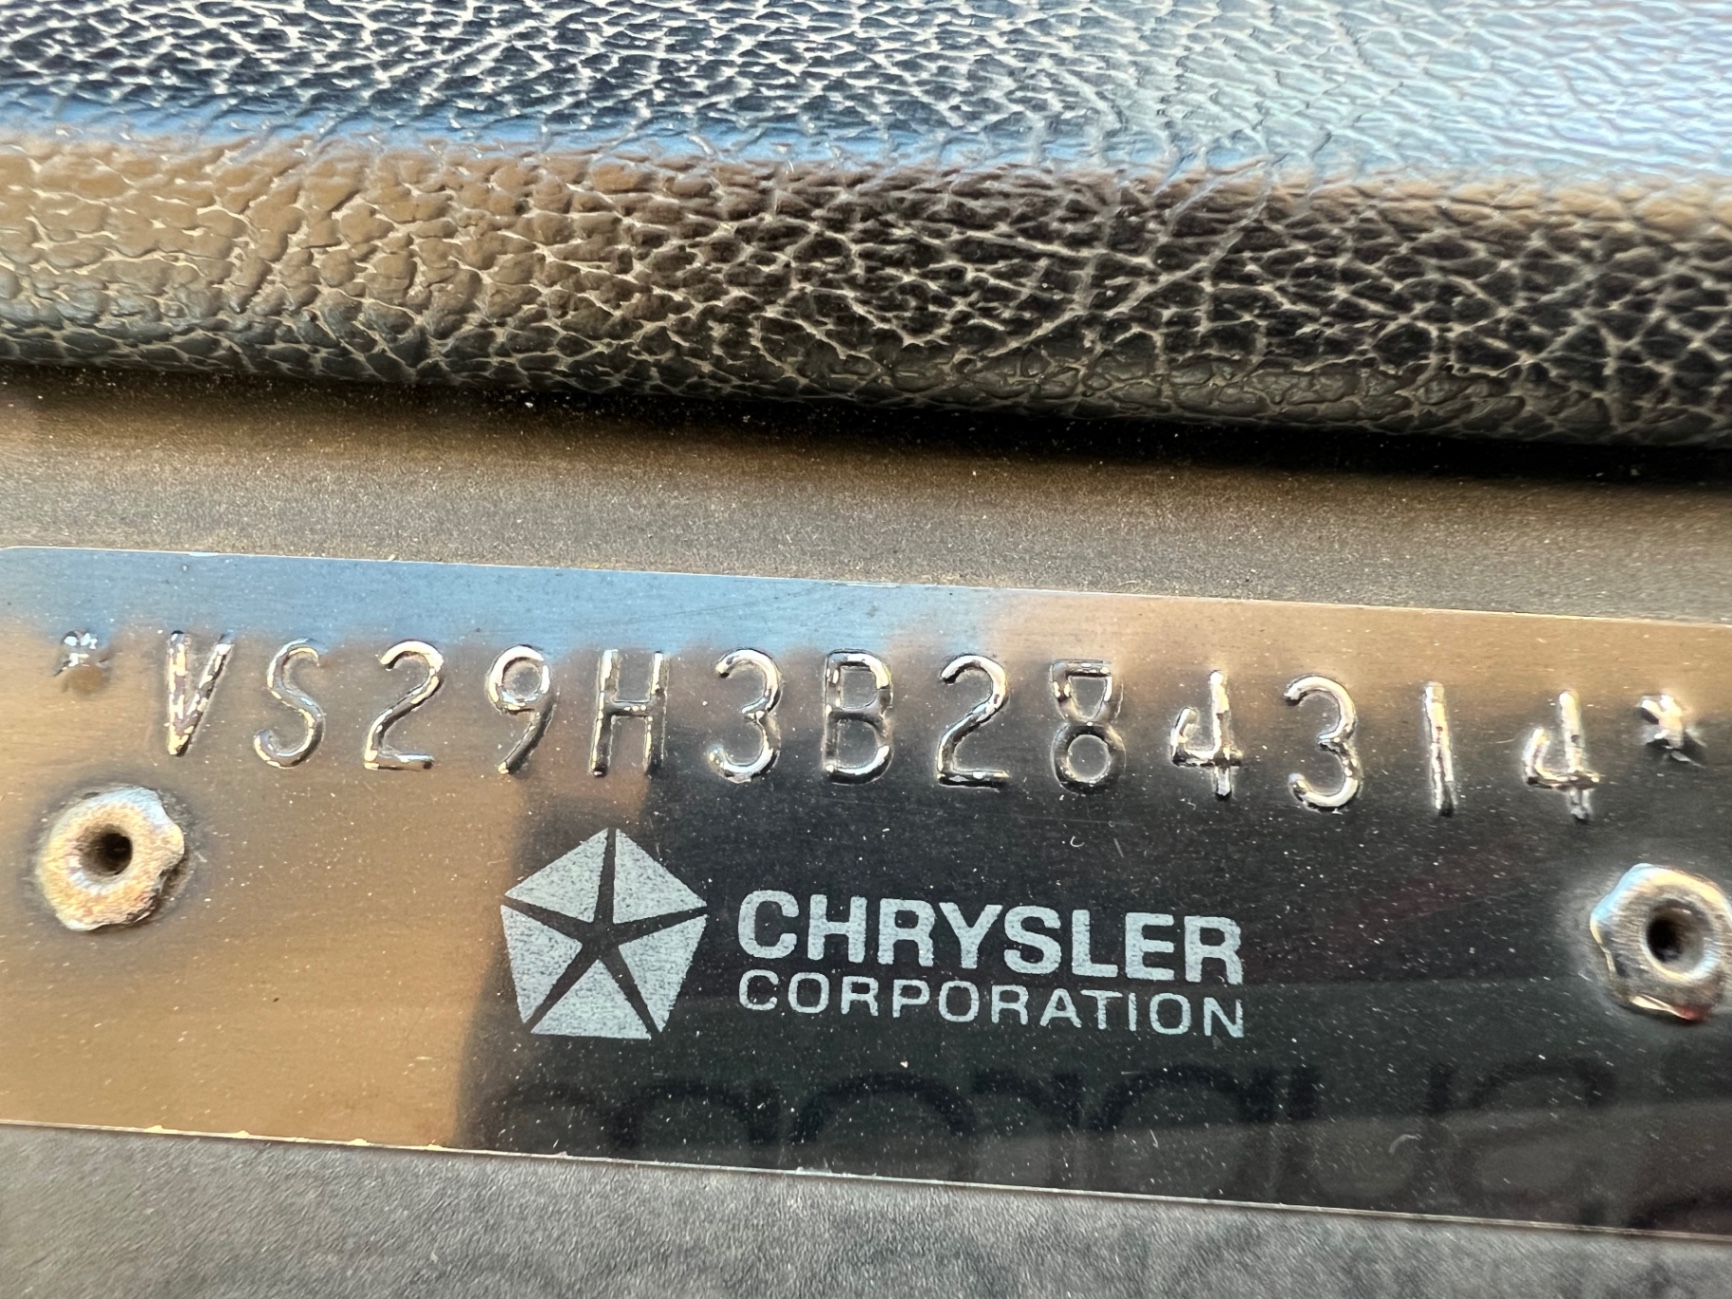 *VS29H3B284314*
CHRYSLER
CORPORATION